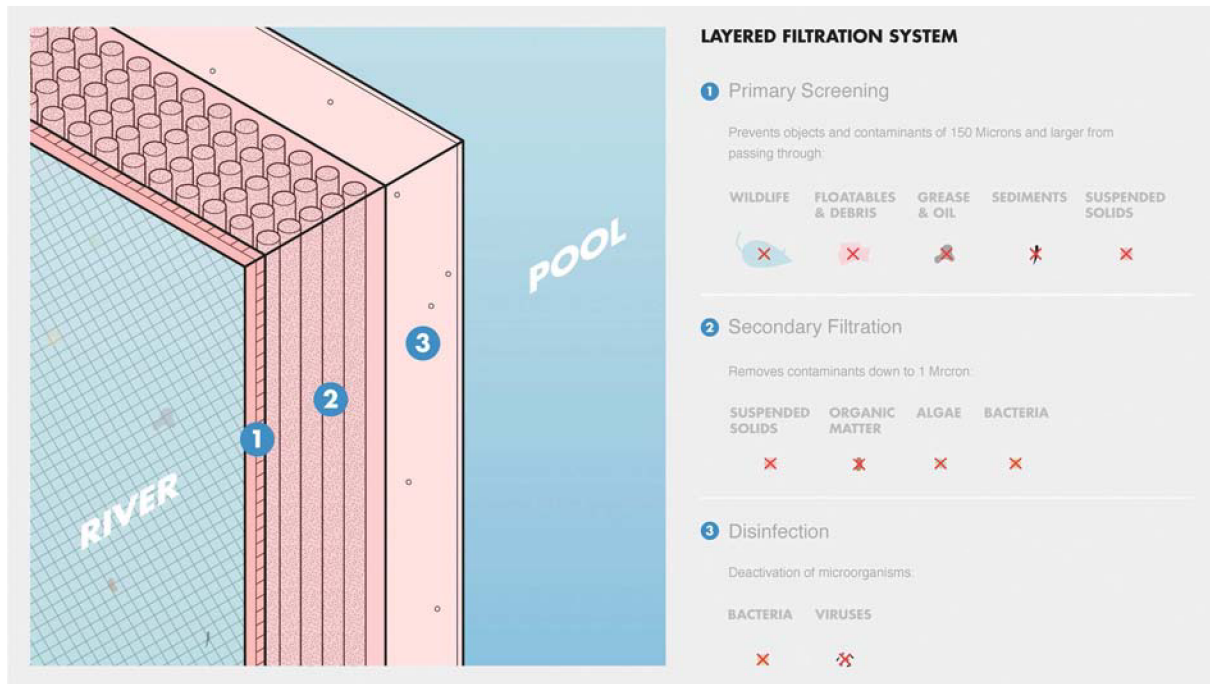 LAYERED FILTRATION SYSTEM
1 Primary Screening
Prevents objects and contaminants of 150 Microns and larger from
passing through:
WILDLIFE FLOATABLES GREASE SEDIMENTS SUSPENDED
& DEBRIS & OIL SOLIDS
2 Secondary Filtration
Removes contaminants down to 1 Mrcron:
SUSPENDED ORGANIC ALGAE BACTERIA
SOLIDS MATTER
3 Disinfection
Deactivation of microorganisms:
BACTERIA VIRUSES
POOL
3
2
1
RIVER